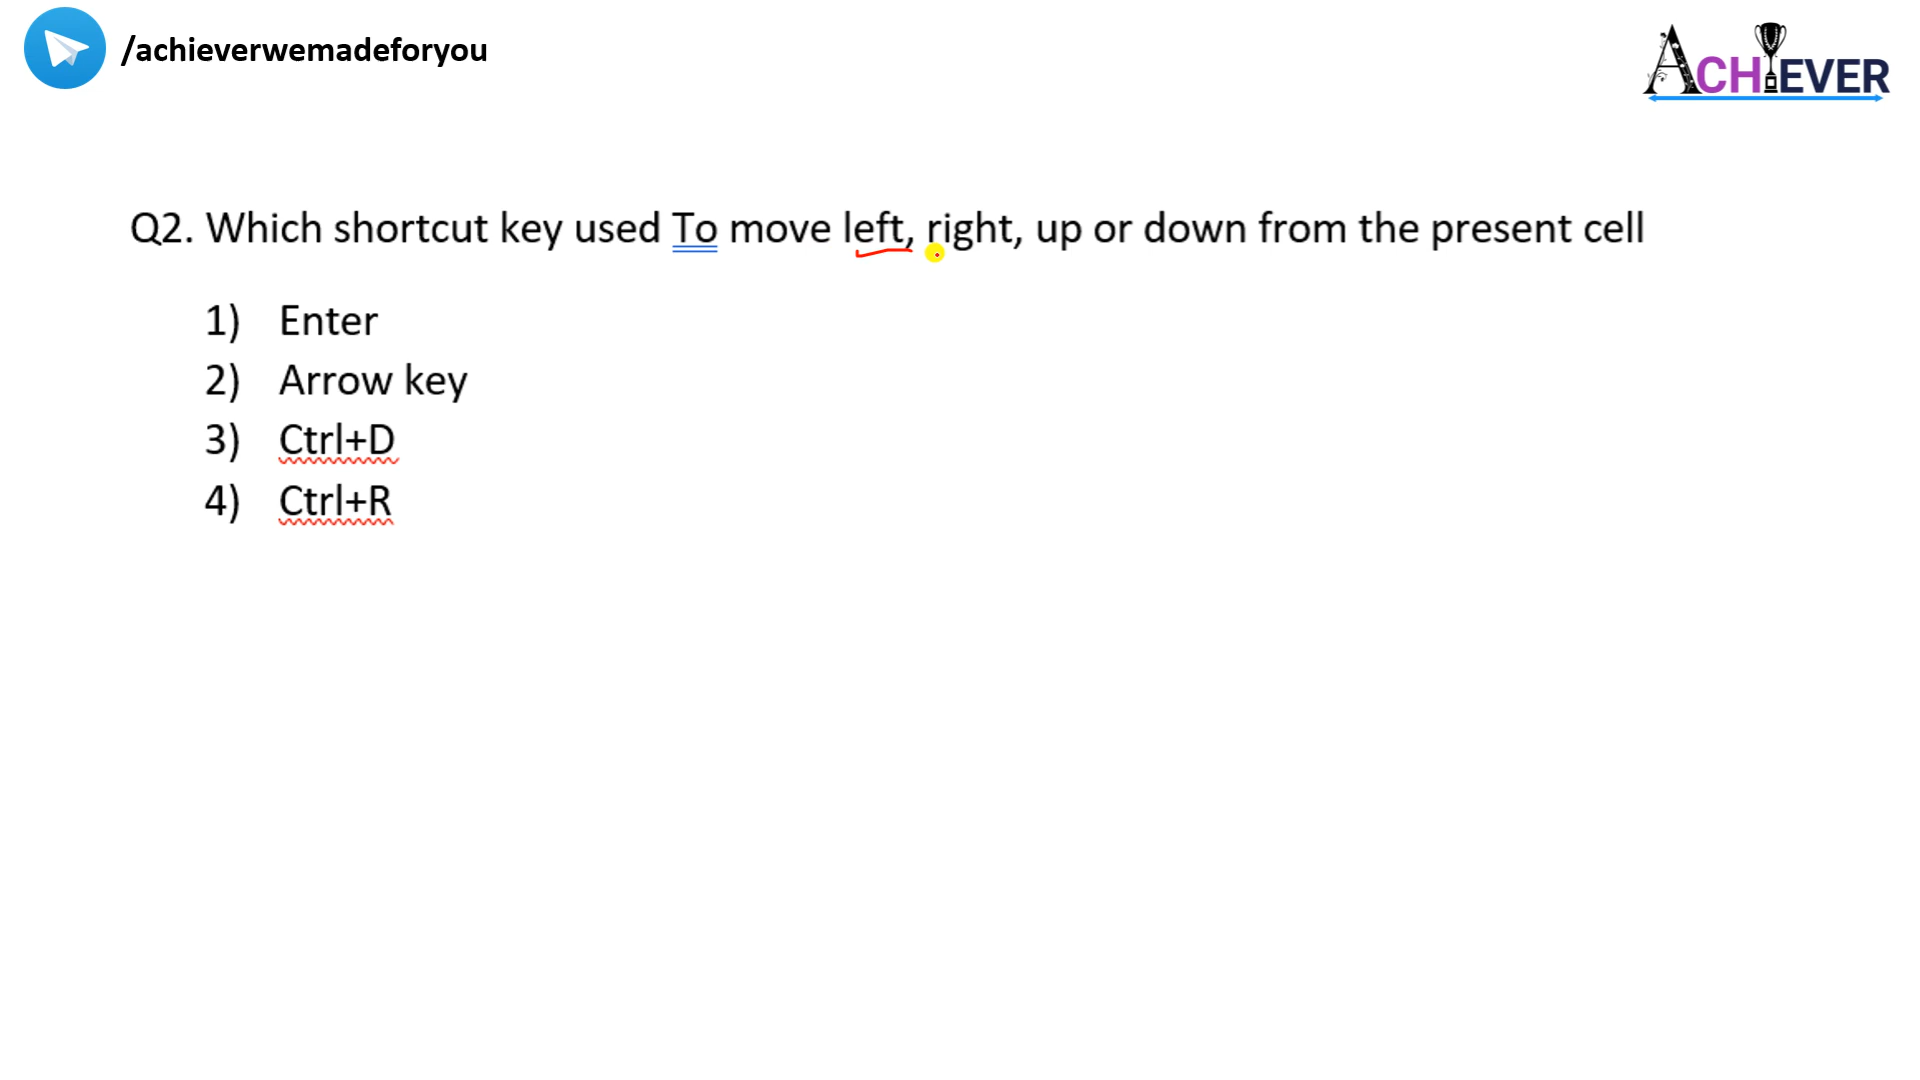 /achieverwemadeforyou
ACHIEVER
Q2. Which shortcut key used To move left, right, up or down from the present cell
1) Enter
2) Arrow key
3) Ctrl+D
4) Ctrl+R